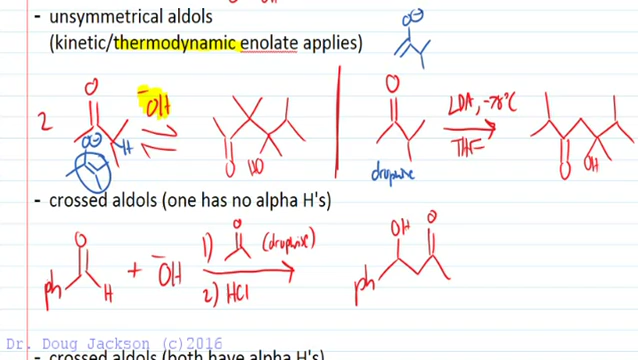 - unsymmetrical aldols
(kinetic/thermodynamic enolate applies)
O⊖
O
2
-OH
H
O⊖
O
HO
O
dropwise
LDA, -78°C
THF
O
OH
- crossed aldols (one has no alpha H's)
O
Ph
H
+ -OH
1)
O
(dropwise)
2) HCl
OH
O
Ph
Dr. Doug Jackson (c)2016
- crossed aldols (both have alpha H's)